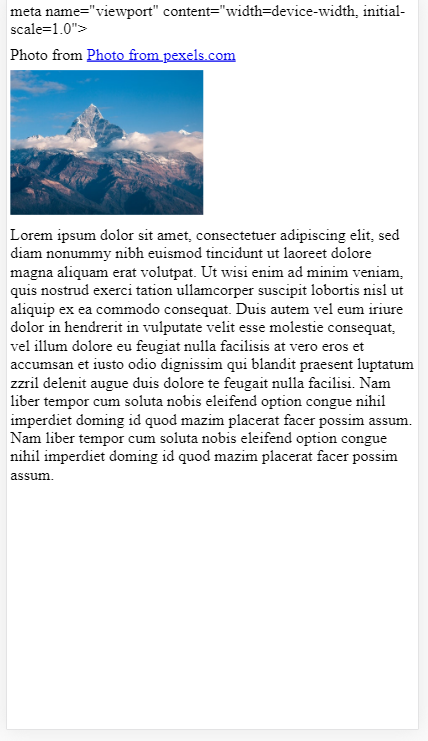 meta name="viewport" content="width=device-width, initial-
scale=1.0">
Photo from Photo from pexels.com
Lorem ipsum dolor sit amet, consectetuer adipiscing elit, sed
diam nonummy nibh euismod tincidunt ut laoreet dolore
magna aliquam erat volutpat. Ut wisi enim ad minim veniam,
quis nostrud exerci tation ullamcorper suscipit lobortis nisl ut
aliquip ex ea commodo consequat. Duis autem vel eum iriure
dolor in hendrerit in vulputate velit esse molestie consequat,
vel illum dolore eu feugiat nulla facilisis at vero eros et
accumsan et iusto odio dignissim qui blandit praesent luptatum
zzril delenit augue duis dolore te feugait nulla facilisi. Nam
liber tempor cum soluta nobis eleifend option congue nihil
imperdiet doming id quod mazim placerat facer possim assum.
Nam liber tempor cum soluta nobis eleifend option congue
nihil imperdiet doming id quod mazim placerat facer possim
assum.